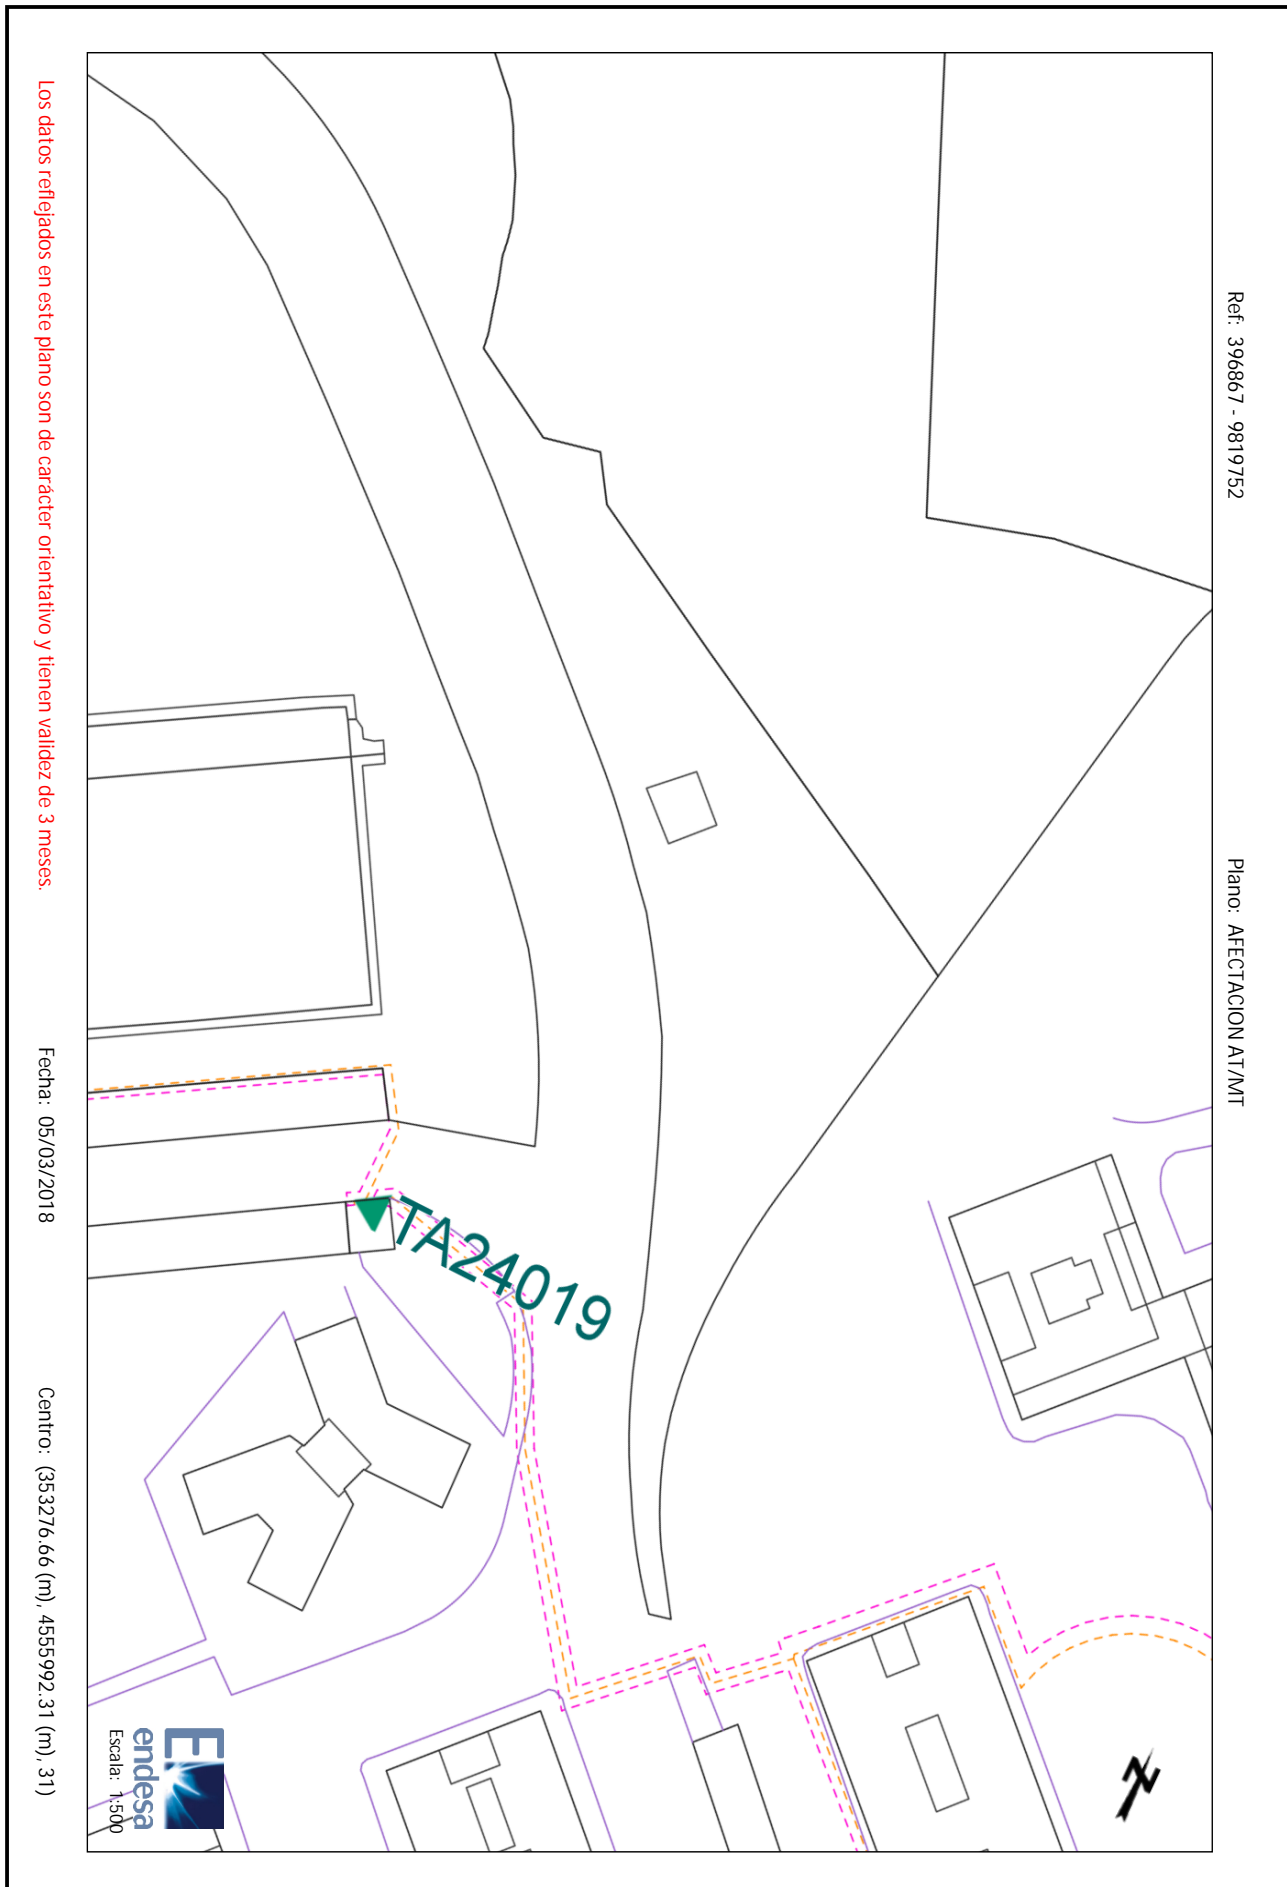 Ref: 396867 - 9819752
Plano: AFECTACION AT/MT
TA24019
endesa
Escala: 1:500
Los datos reflejados en este plano son de carácter orientativo y tienen validez de 3 meses.
Fecha: 05/03/2018
Centro: (353276.66 (m), 4555992.31 (m), 31)